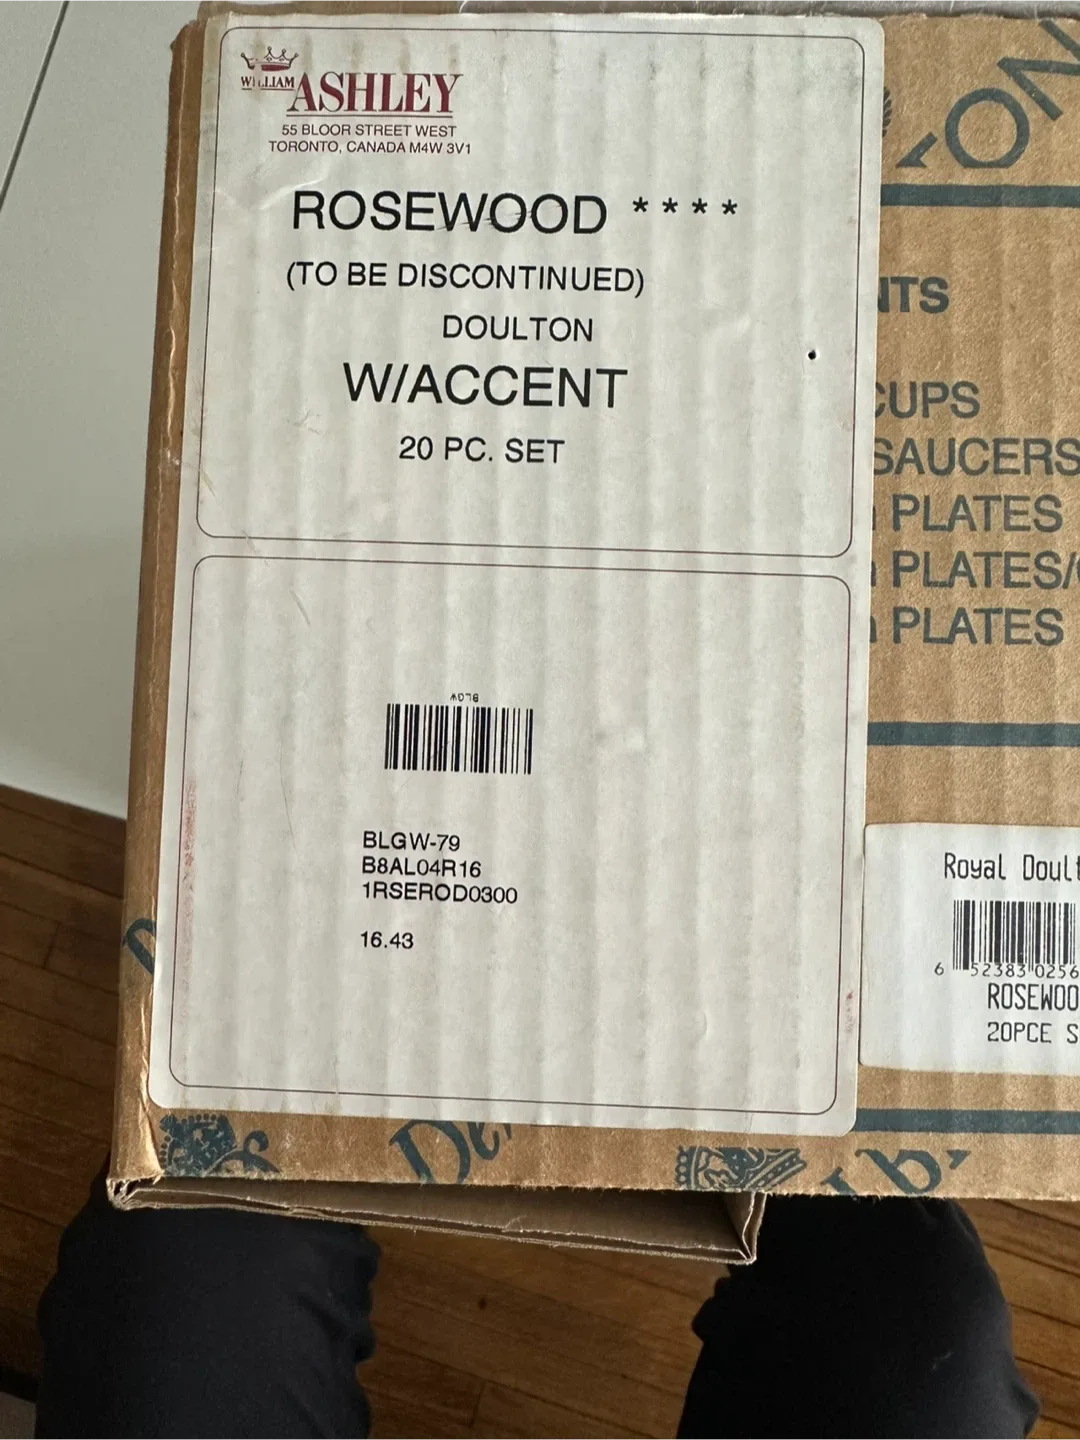 WILLIAM ASHLEY
55 BLOOR STREET WEST
TORONTO, CANADA M4W 3V1
ROSEWOOD ****
(TO BE DISCONTINUED)
DOULTON
W/ACCENT
20 PC. SET
BLGW
BLGW-79
B8AL04R16
1RSEROD0300
16.43
NTS
CUPS
SAUCERS
PLATES
PLATES/
PLATES
Royal Doult
6 52383 0256
ROSEWOO
20PCE S
De